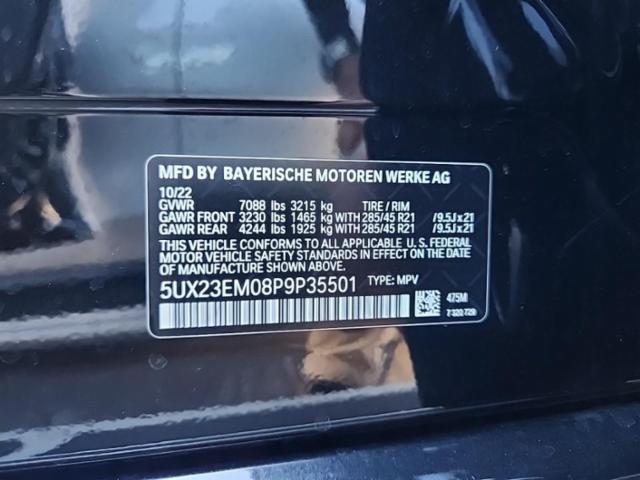 MFD BY BAYERISCHE MOTOREN WERKE AG
10/22
GVWR 7088 lbs 3215 kg TIRE / RIM
GAWR FRONT 3230 lbs 1465 kg WITH 285/45 R21 /9.5J x 21
GAWR REAR 4244 lbs 1925 kg WITH 285/45 R21 /9.5J x 21
THIS VEHICLE CONFORMS TO ALL APPLICABLE U. S. FEDERAL
MOTOR VEHICLE SAFETY STANDARDS IN EFFECT ON THE
DATE OF MANUFACTURE SHOWN ABOVE.
5UX23EM08P9P35501 TYPE: MPV
475M
7 320 729